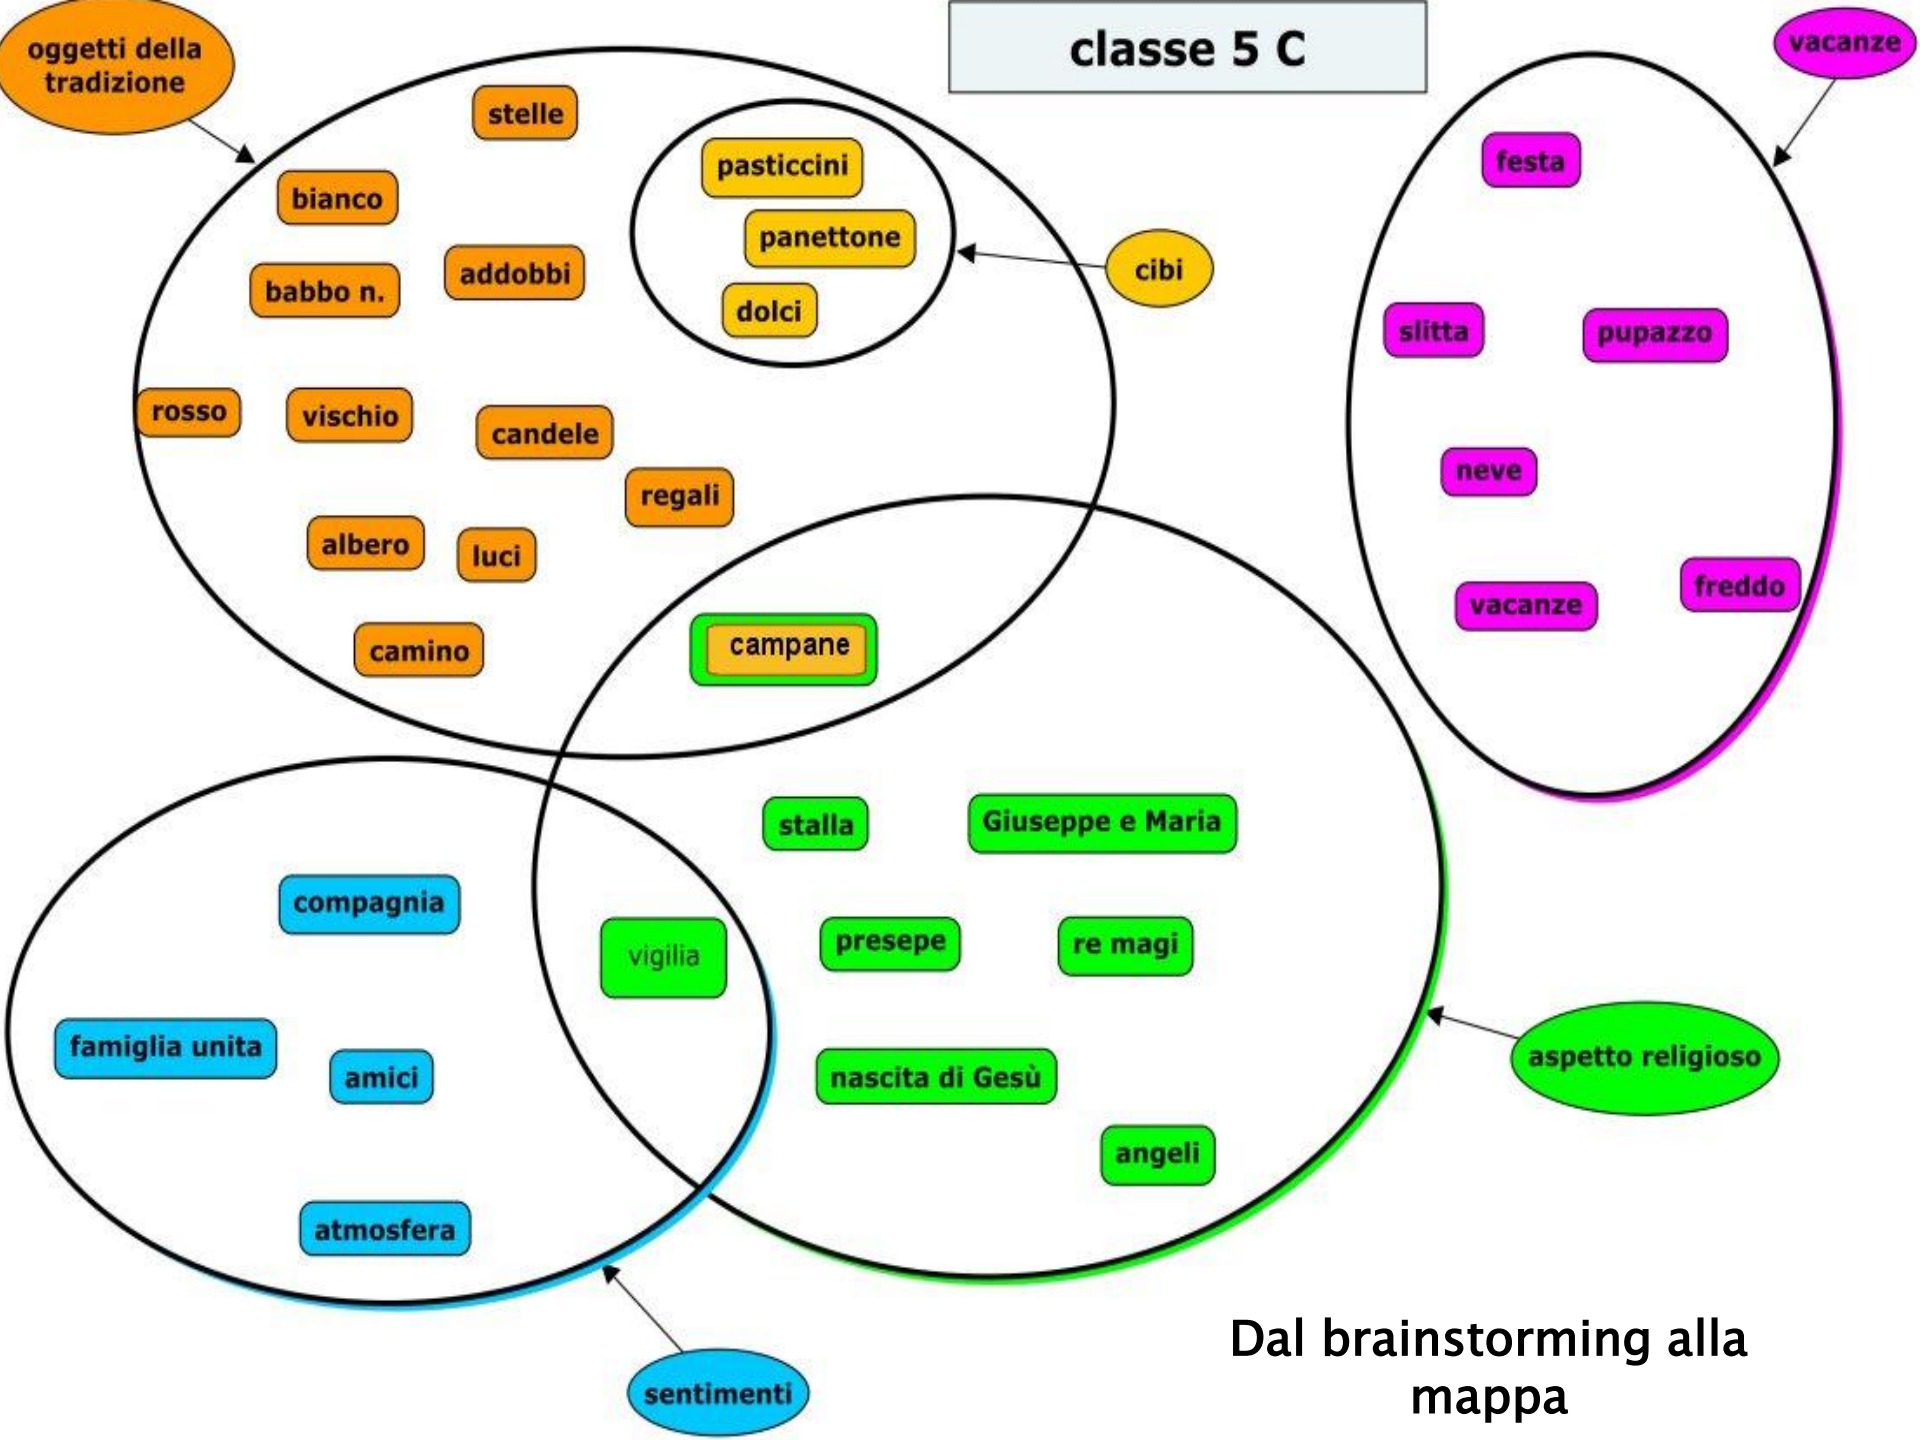 oggetti della
tradizione
classe 5 C
vacanze
stelle
pasticcini
festa
bianco
panettone
babbo n.
addobbi
cibi
dolci
slitta
pupazzo
rosso
vischio
candele
regali
neve
albero
luci
freddo
vacanze
camino
campane
stalla
Giuseppe e Maria
compagnia
vigilia
presepe
re magi
famiglia unita
amici
nascita di Gesù
aspetto religioso
angeli
atmosfera
sentimenti
Dal brainstorming alla
mappa